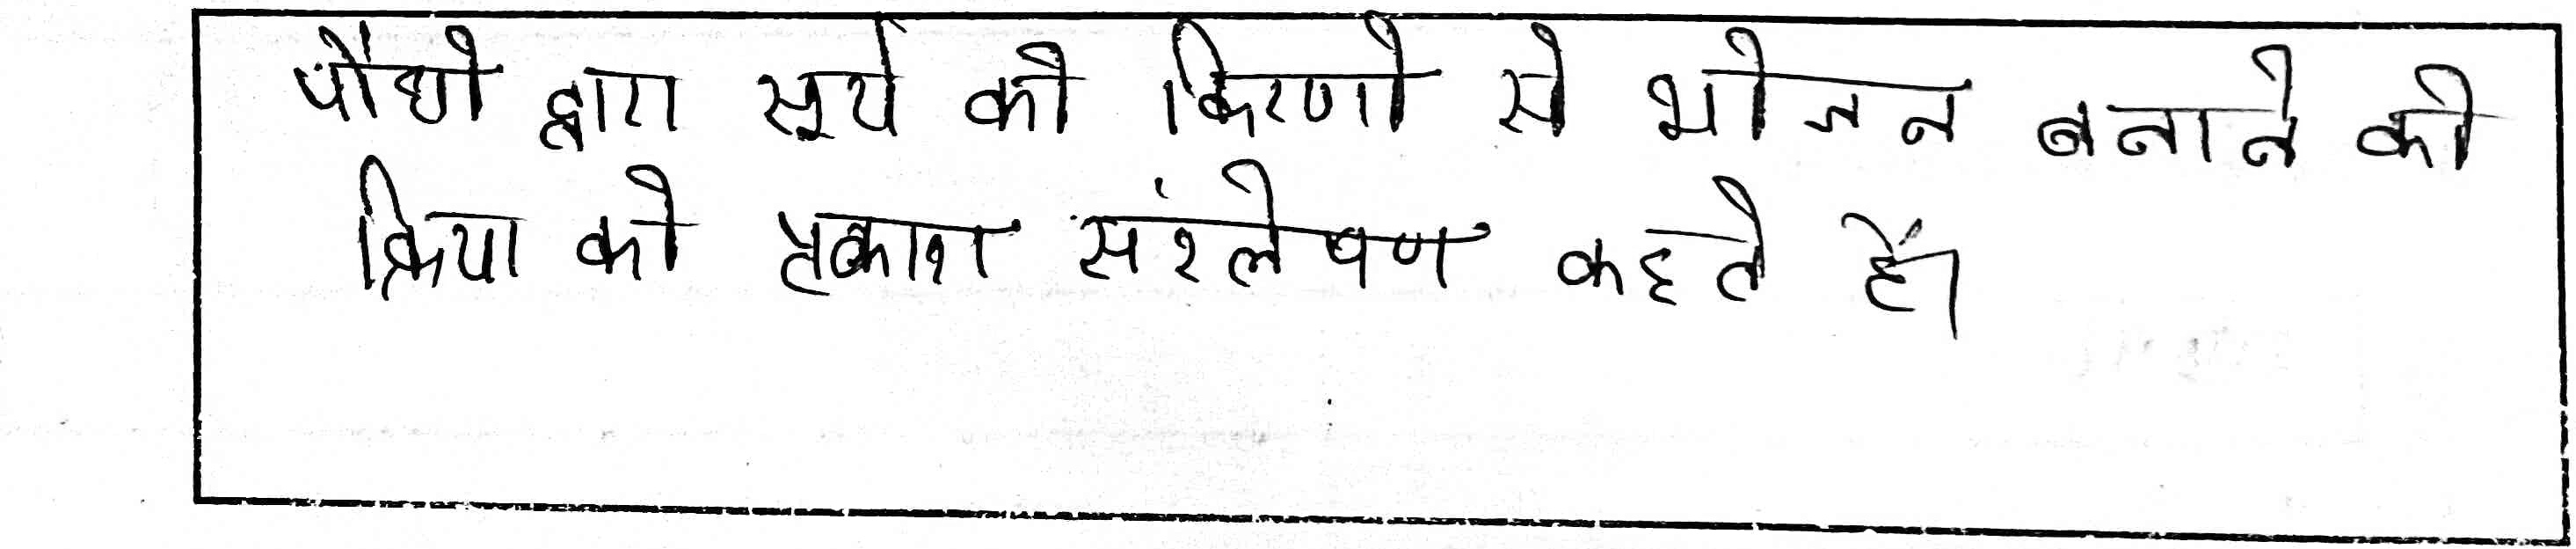 पौधो द्वारा सूर्य की किरणो से भोजन बनाने की
क्रिया को प्रकाश संश्लेषण कहते हैं।